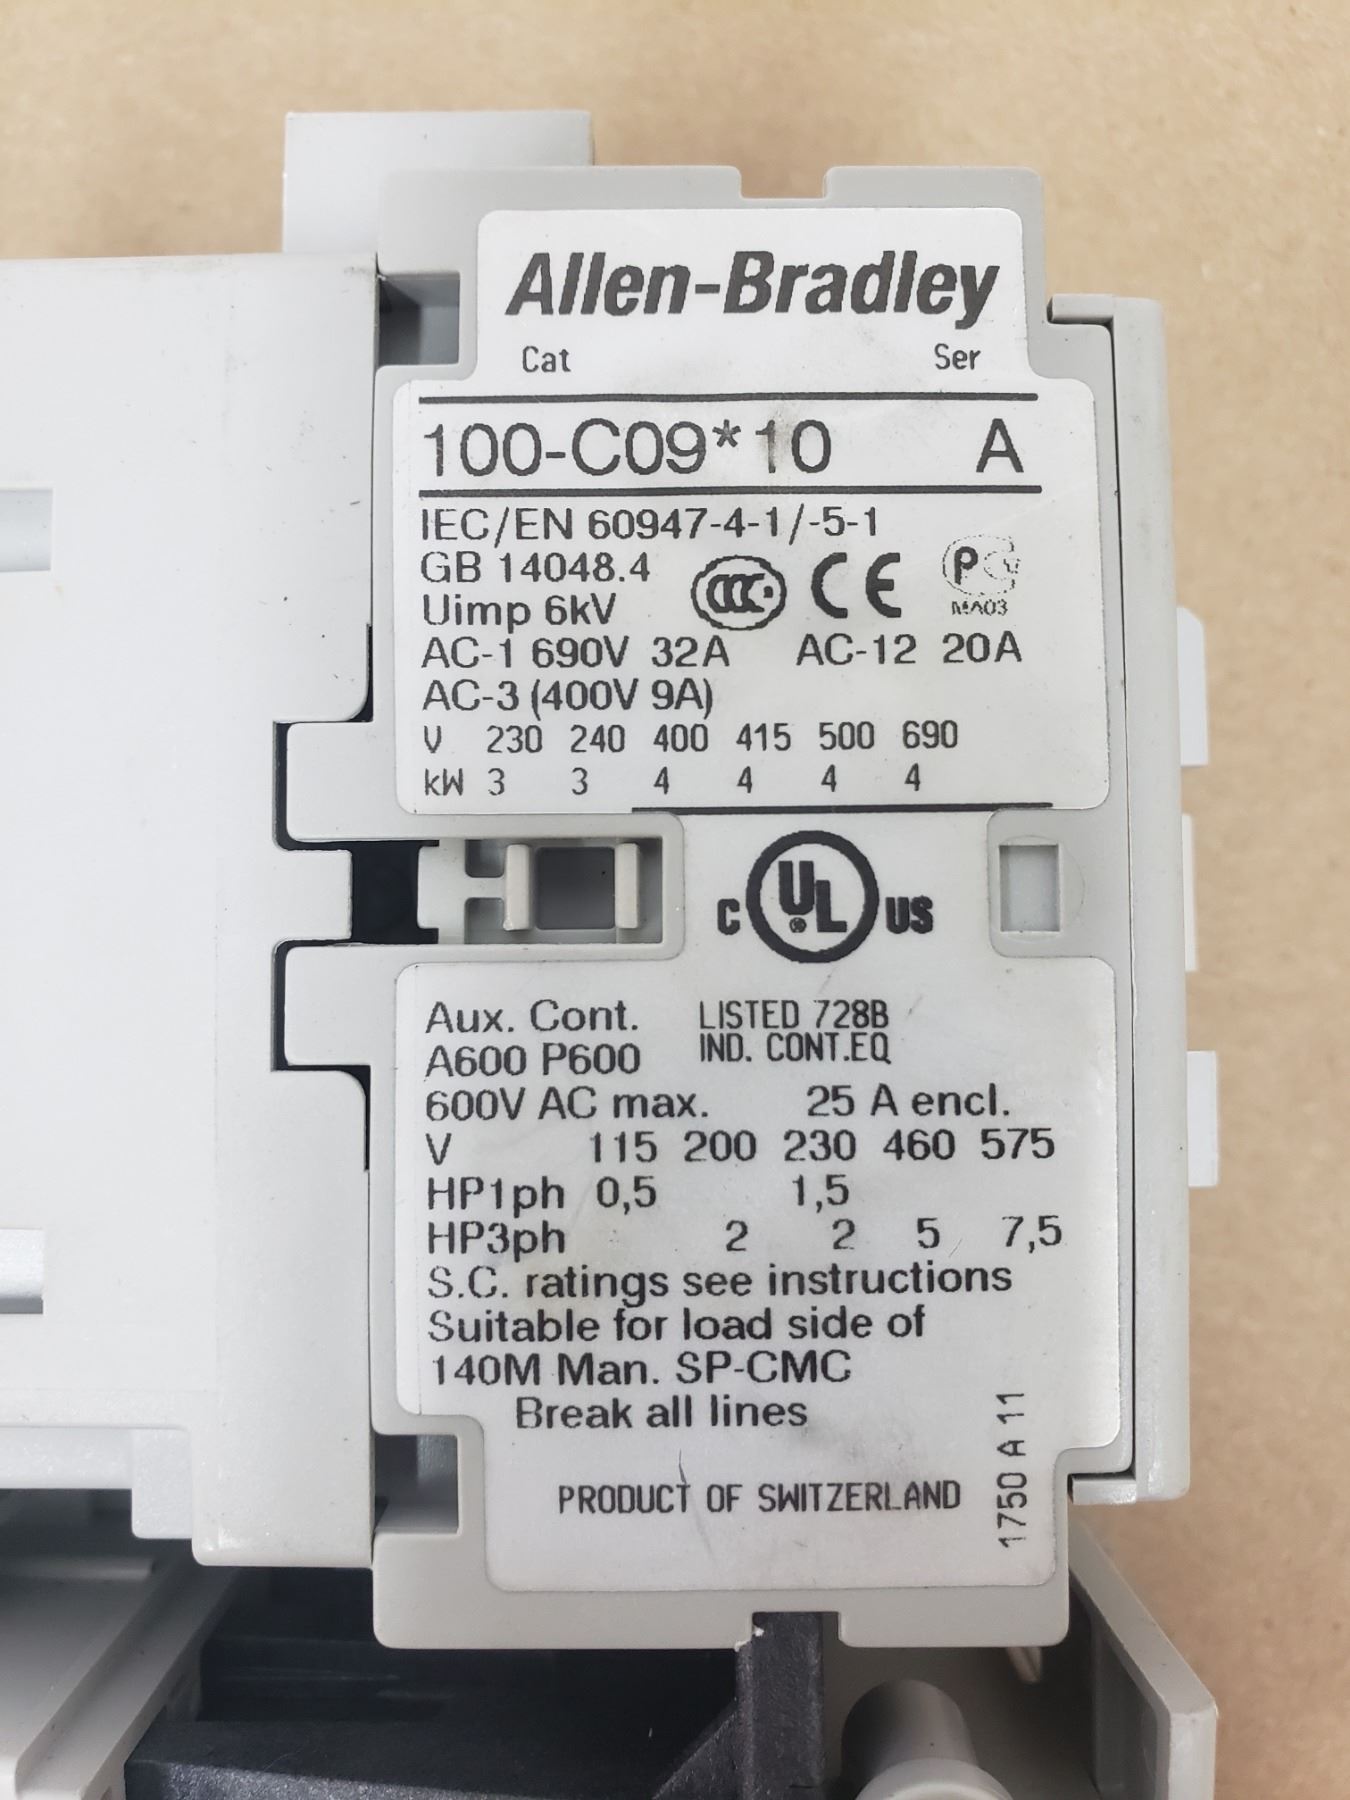 Allen-Bradley
Cat Ser
100-C09*10 A
IEC/EN 60947-4-1/-5-1
GB 14048.4
CCC CE PC
MA03
Uimp 6kV
AC-1 690V 32A AC-12 20A
AC-3 (400V 9A)
V 230 240 400 415 500 690
kW 3 3 4 4 4 4
C UL US
Aux. Cont. LISTED 728B
A600 P600 IND. CONT.EQ
600V AC max. 25 A encl.
V 115 200 230 460 575
HP1ph 0,5 1,5
HP3ph 2 2 5 7,5
S.C. ratings see instructions
Suitable for load side of
140M Man. SP-CMC
Break all lines
PRODUCT OF SWITZERLAND
1750 A 11